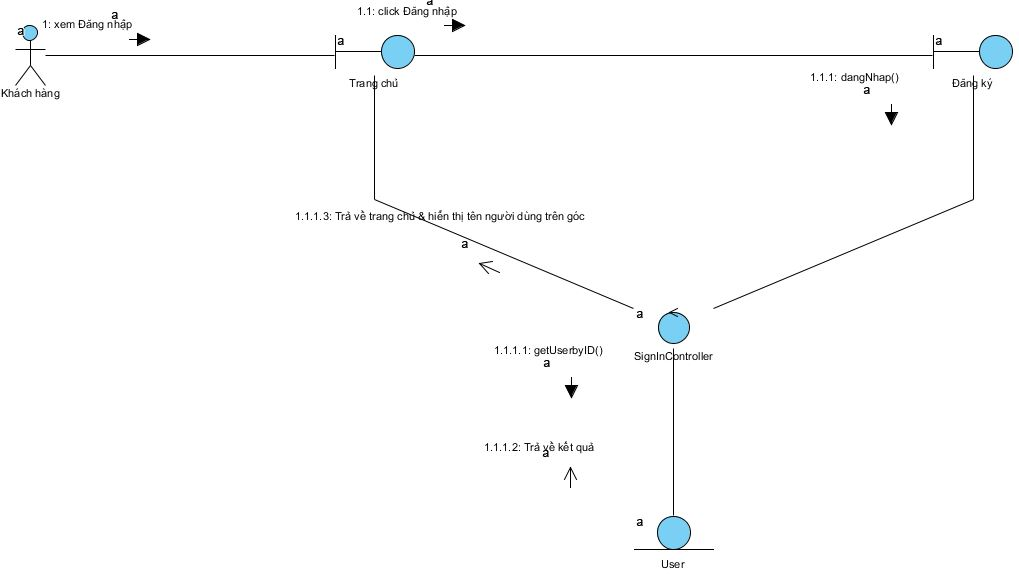 a
1: xem Đăng nhập
a
Khách hàng
a
1.1: click Đăng nhập
a
Trang chủ
a
Đăng ký
1.1.1: dangNhap()
a
1.1.1.3: Trả về trang chủ & hiển thị tên người dùng trên góc
a
a
SignInController
1.1.1.1: getUserbyID()
a
1.1.1.2: Trả về kết quả
a
a
User